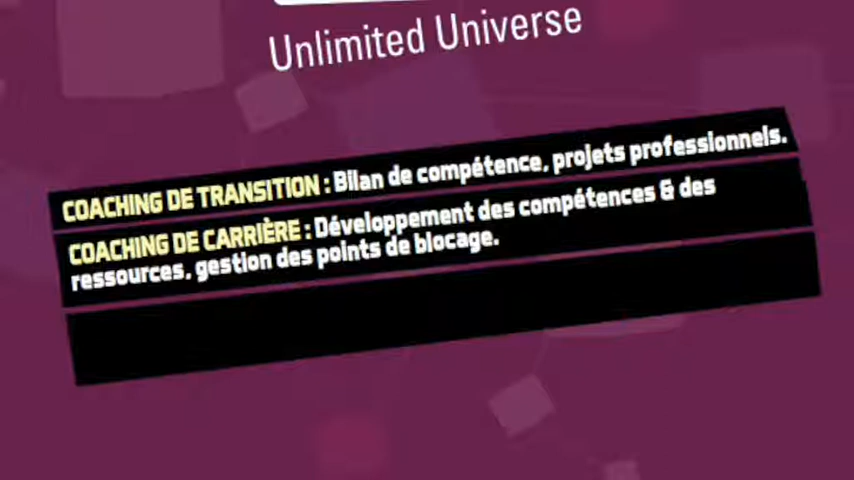 Unlimited Universe
COACHING DE TRANSITION : Bilan de compétence, projets professionnels.
COACHING DE CARRIÈRE : Développement des compétences & des
ressources, gestion des points de blocage.